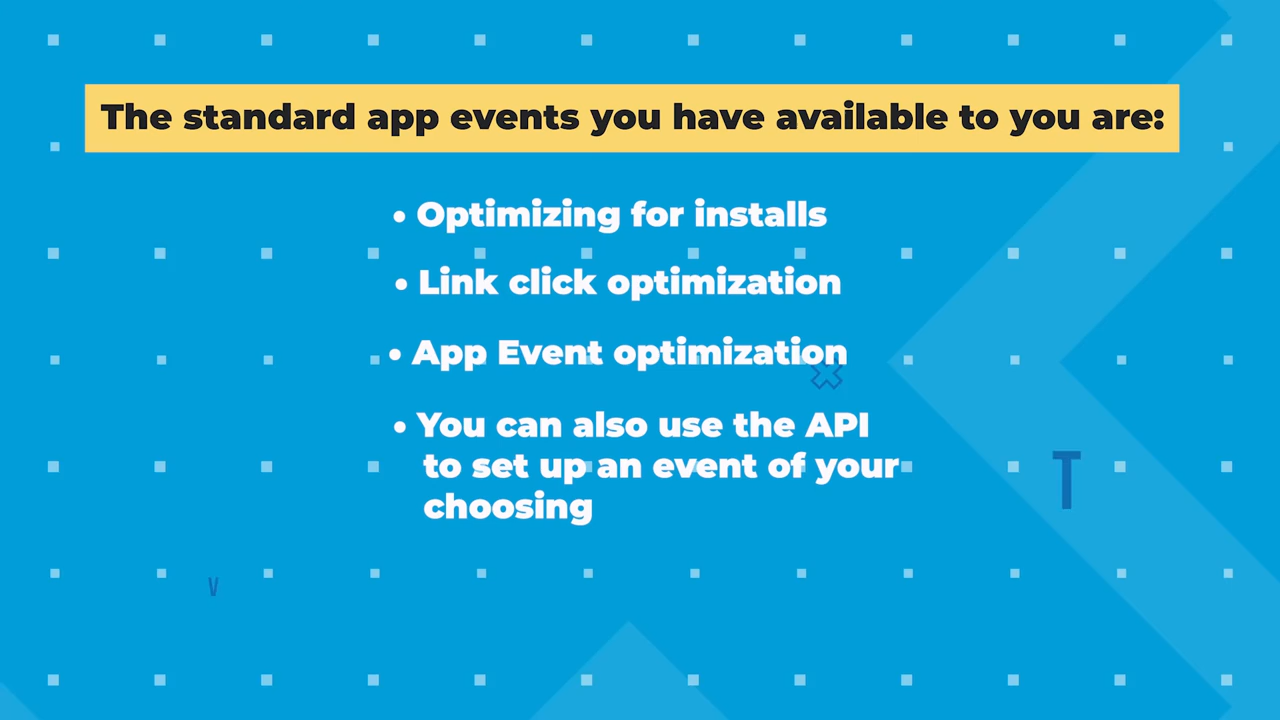 The standard app events you have available to you are:
• Optimizing for installs
• Link click optimization
• App Event optimization
• You can also use the API
to set up an event of your
choosing
T
V